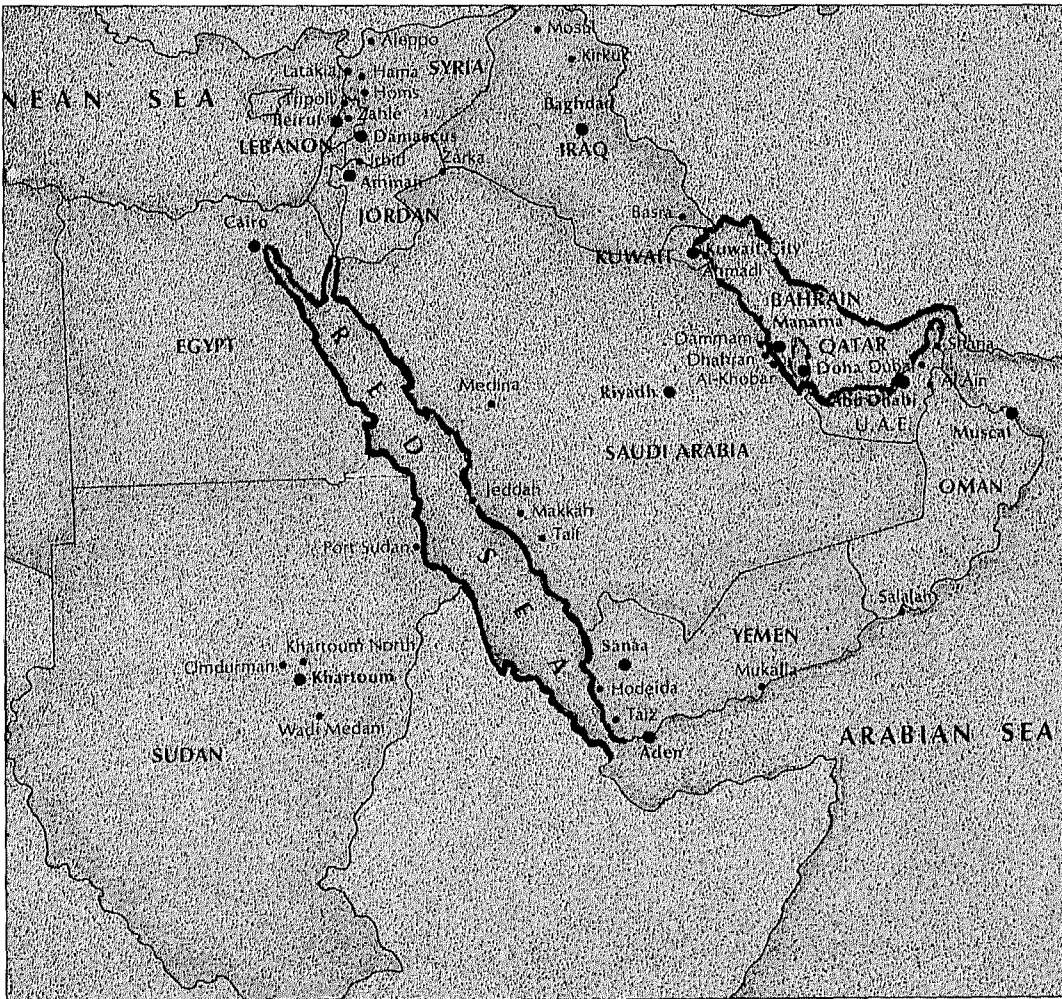 Aleppo
Mosul
Kirkuk
Latakia
Hama
SYRIA
NEAN SEA
Homs
Tripoli
Baghdad
Beirut
Zahle
Damascus
LEBANON
IRAQ
Irbid
Zarka
Amman
JORDAN
Basra
Cairo
KUWAIT
Kuwait City
Ahmadi
BAHRAIN
Manama
EGYPT
Dammam
QATAR
Sharja
Dhahran
Doha
Dubai
Al-Khobar
Medina
Riyadh
Abu Dhabi
Al Ain
U.A.E.
Muscat
RED SEA
SAUDI ARABIA
OMAN
Jeddah
Makkah
Taif
Port Sudan
Salalah
YEMEN
Sanaa
Khartoum North
Omdurman
Khartoum
Mukalla
Hodeida
Taiz
Wadi Medani
ARABIAN SEA
Aden
SUDAN